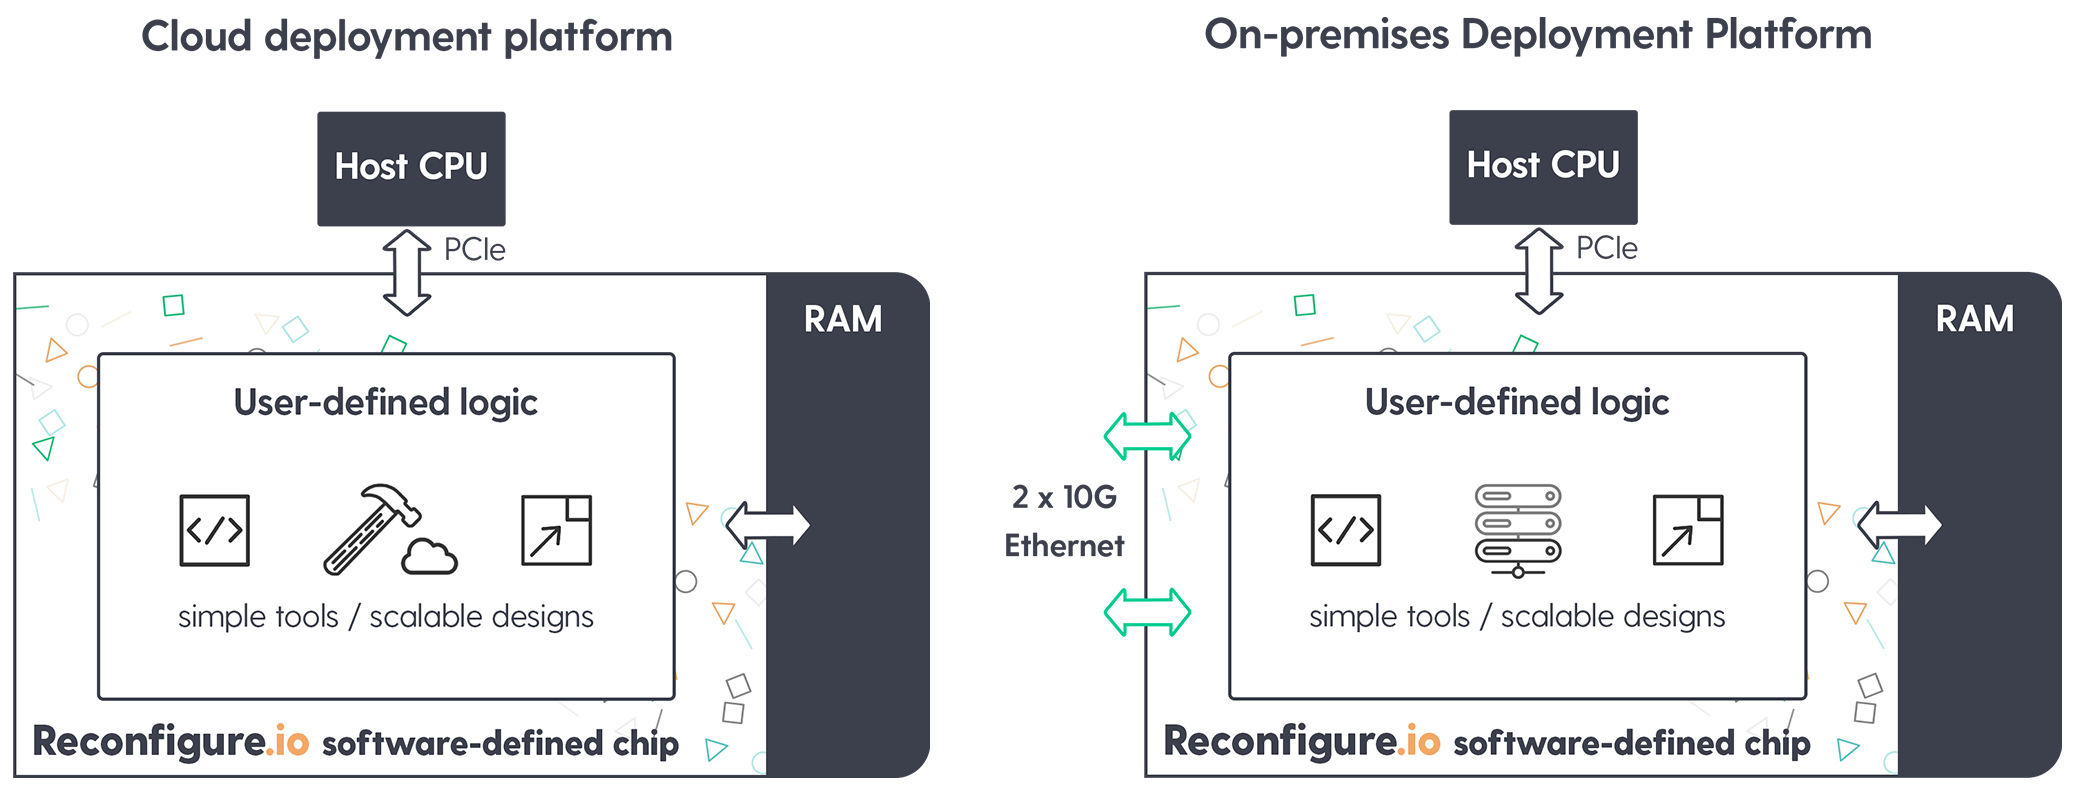 Cloud deployment platform
Host CPU
PCIe
RAM
User-defined logic
</>
simple tools / scalable designs
Reconfigure.io software-defined chip
On-premises Deployment Platform
Host CPU
PCIe
RAM
User-defined logic
2 x 10G
Ethernet
</>
simple tools / scalable designs
Reconfigure.io software-defined chip